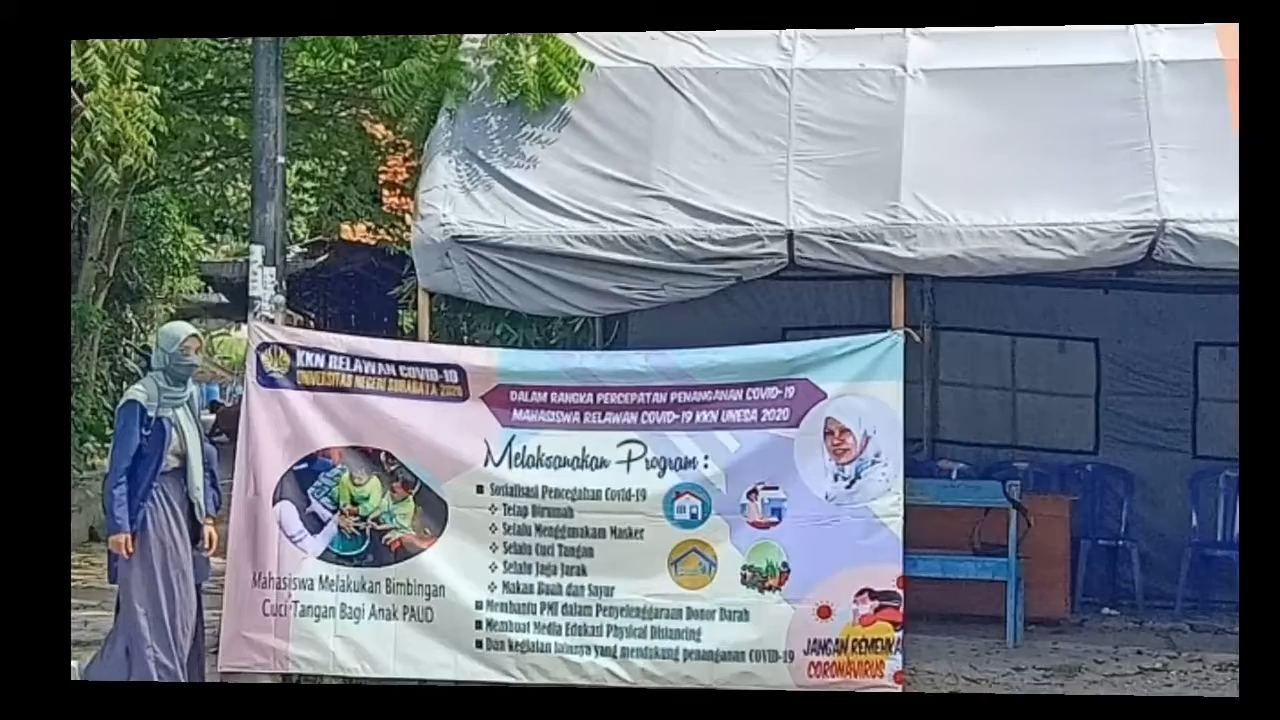 KKN RELAWAN COVID-19
UNIVERSITAS NEGERI SURABAYA 2020
DALAM RANGKA PERCEPATAN PENANGANAN COVID-19
MAHASISWA RELAWAN COVID-19 KKN UNESA 2020
Melaksanakan Program :
Sosialisasi Pencegahan Covid-19
Tetap Dirumah
Selalu Menggunakam Masker
Selalu Cuci Tangan
Selalu Jaga Jarak
Makan Buah dan Sayur
Membantu PMI dalam Penyelenggaraan Donor Darah
Membuat Media Edukasi Physical Distancing
Dan kegiatan lainnya yang mendukung penanganan COVID-19
Mahasiswa Melakukan Bimbingan
Cuci Tangan Bagi Anak PAUD
JANGAN REMEHKA
CORONAVIRUS